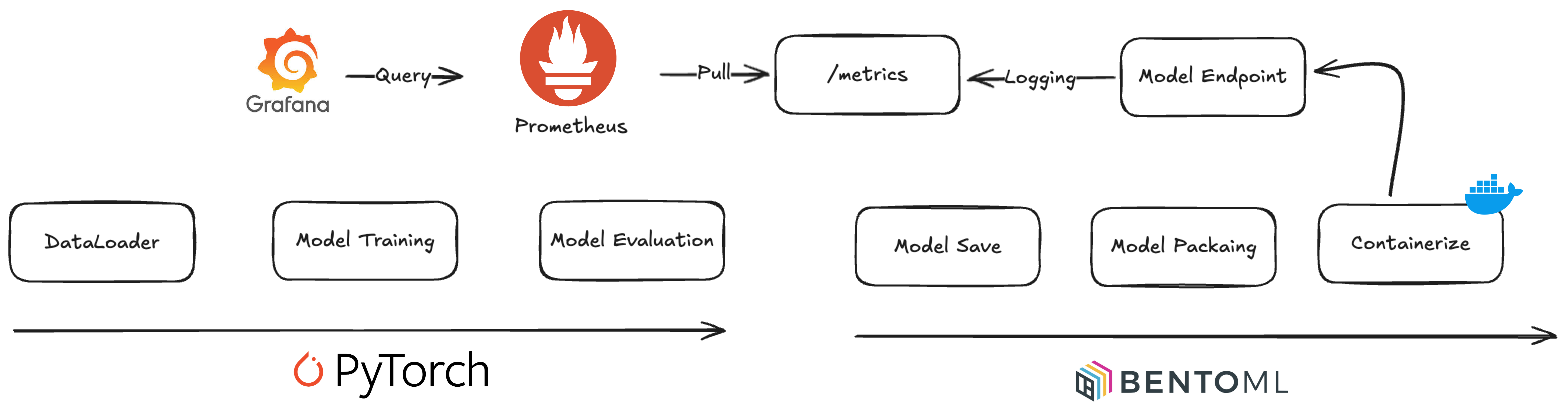 Grafana
Query
Prometheus
Pull
/metrics
Logging
Model Endpoint
DataLoader
Model Training
Model Evaluation
Model Save
Model Packaing
Containerize
PyTorch
BENTOML